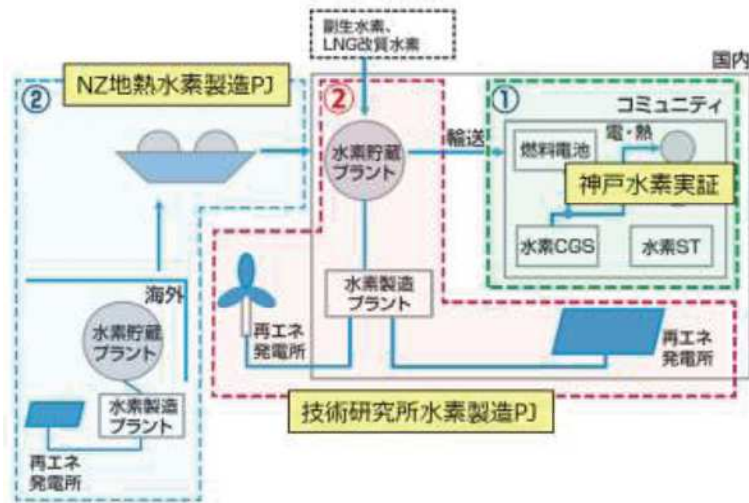 副生水素、
LNG改質水素
国内
②
NZ地熱水素製造PJ
②
①
コミュニティ
水素貯蔵
プラント
輸送
燃料電池
電・熱
神戸水素実証
水素CGS
水素ST
海外
水素貯蔵
プラント
水素製造
プラント
再エネ
発電所
水素製造
プラント
再エネ
発電所
再エネ
発電所
技術研究所水素製造PJ